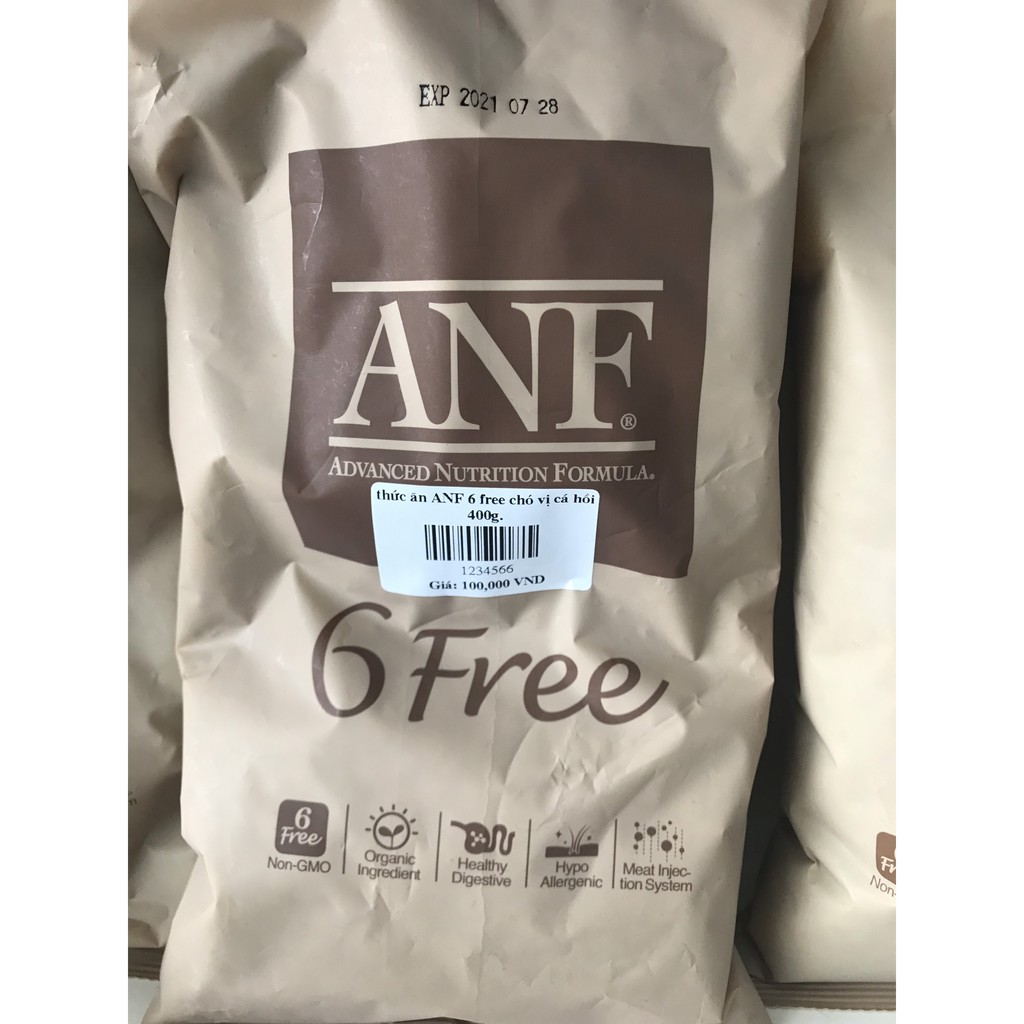 EXP 2021 07 28
ANF®
ADVANCED NUTRITION FORMULA®
thức ăn ANF 6 free chó vị cá hồi
400g.
1234566
Giá: 100,000 VND
6 Free
6
Free
Non-GMO
Organic
Ingredient
Healthy
Digestive
Hypo
Allergenic
Meat Injec-
tion System